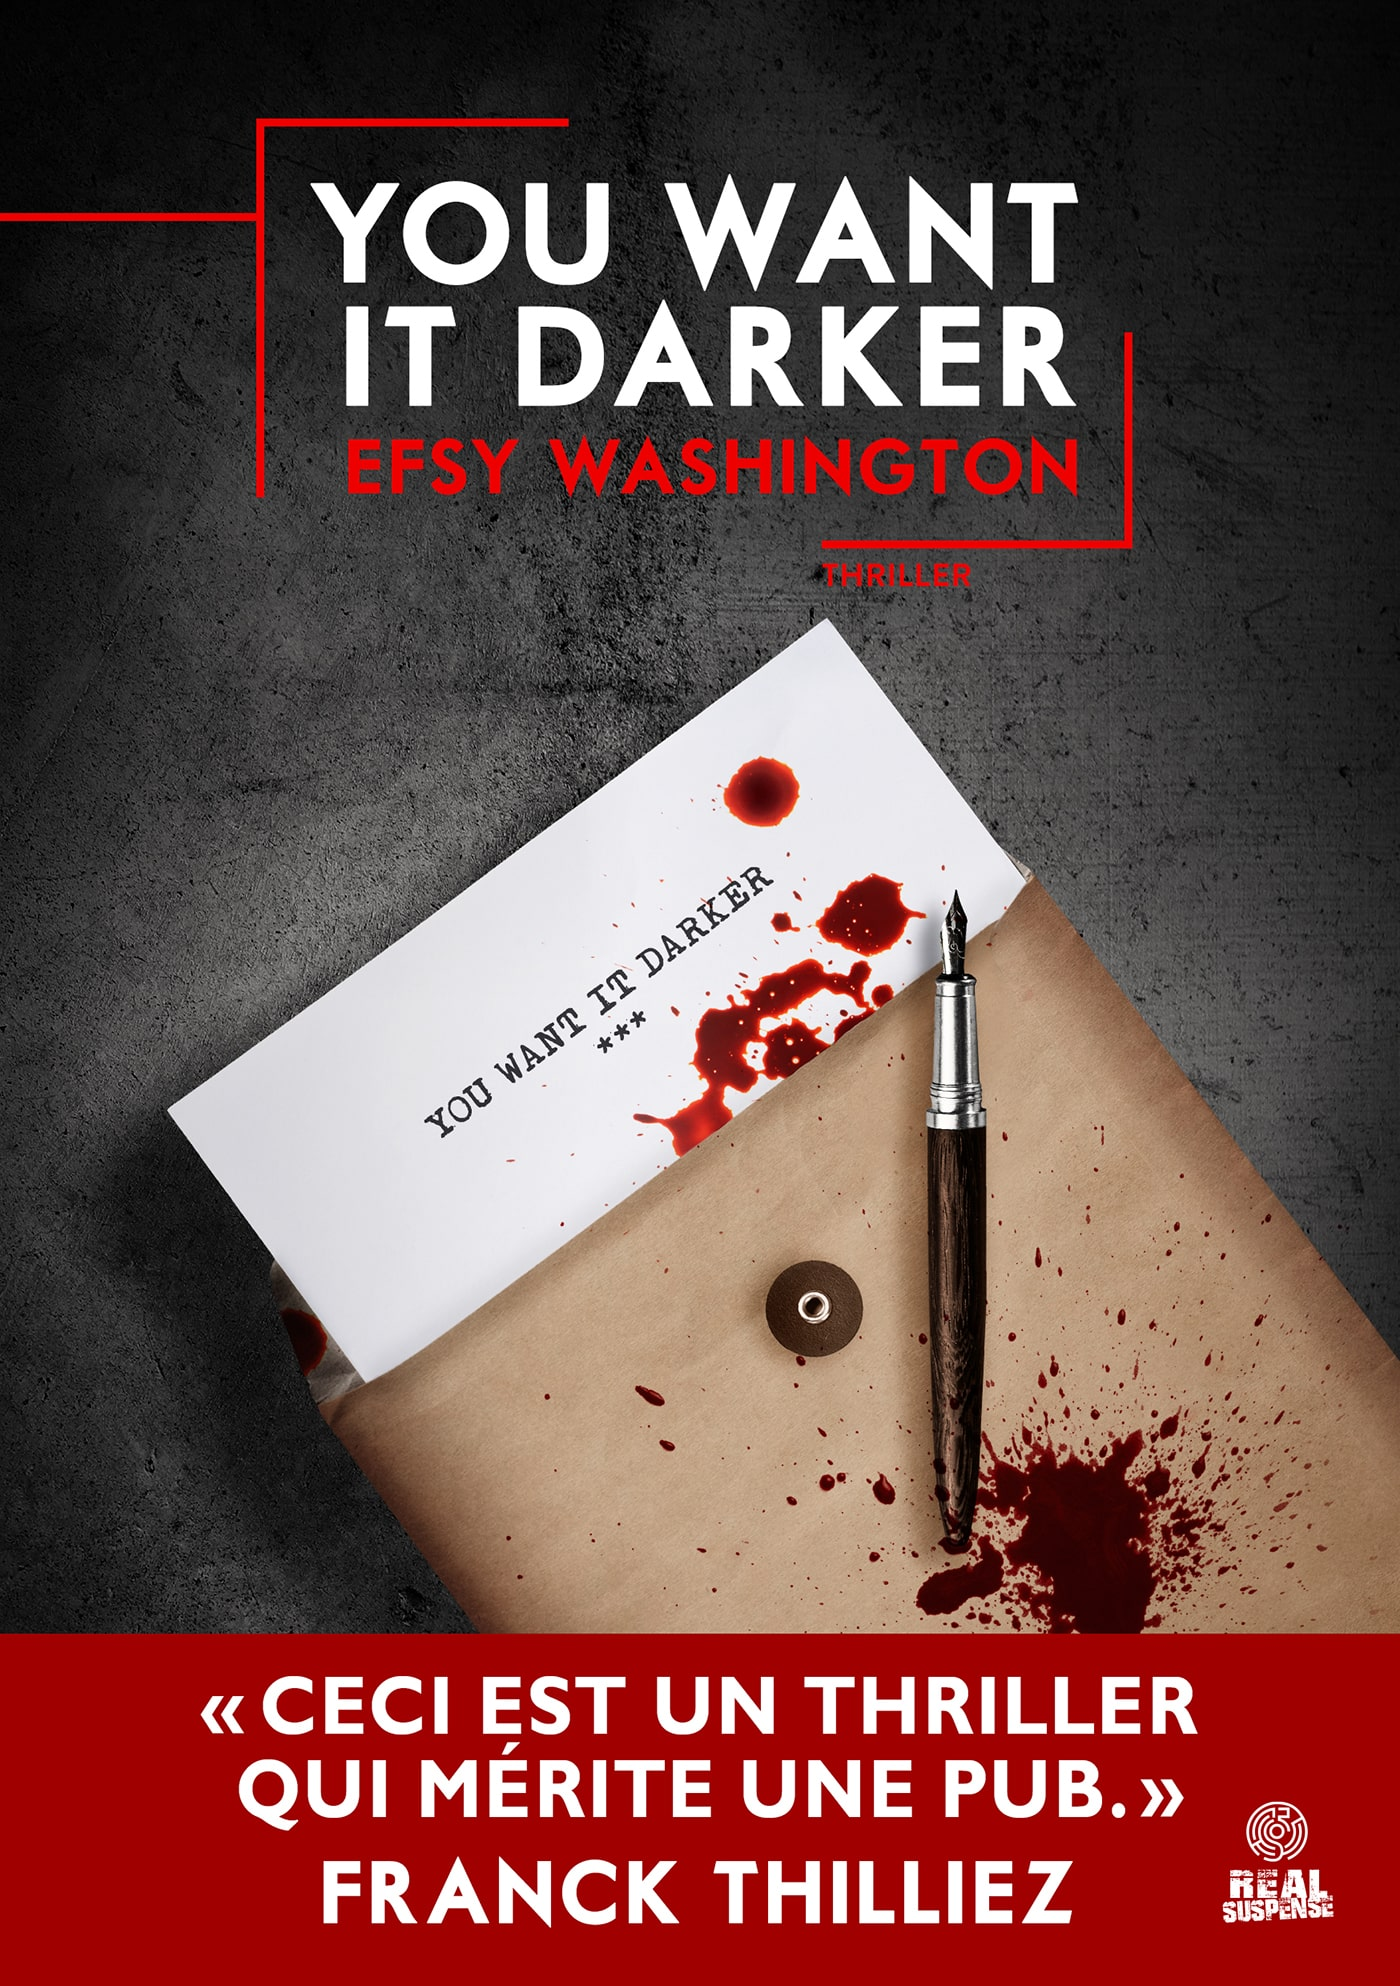 YOU WANT
IT DARKER
EFSY WASHINGTON
THRILLER
YOU WANT IT DARKER
***
« CECI EST UN THRILLER
QUI MÉRITE UNE PUB. »
FRANCK THILLIEZ
REAL
SUSPENSE